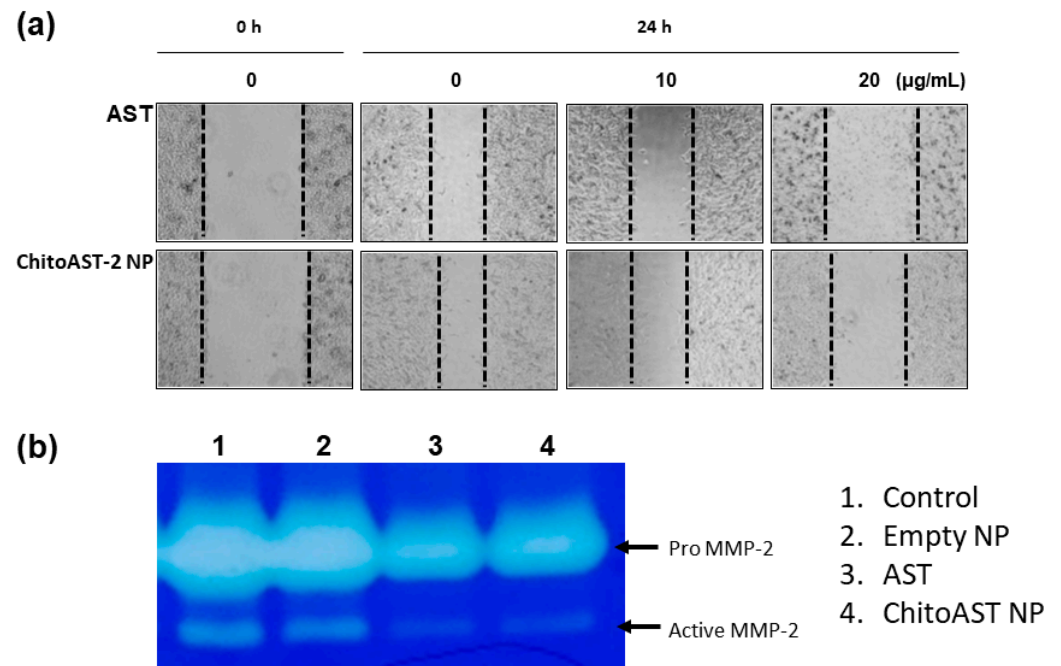 (a)
0 h 24 h
0 0 10 20 (µg/mL)
AST
ChitoAST-2 NP
(b)
1 2 3 4
Pro MMP-2
Active MMP-2
1. Control
2. Empty NP
3. AST
4. ChitoAST NP